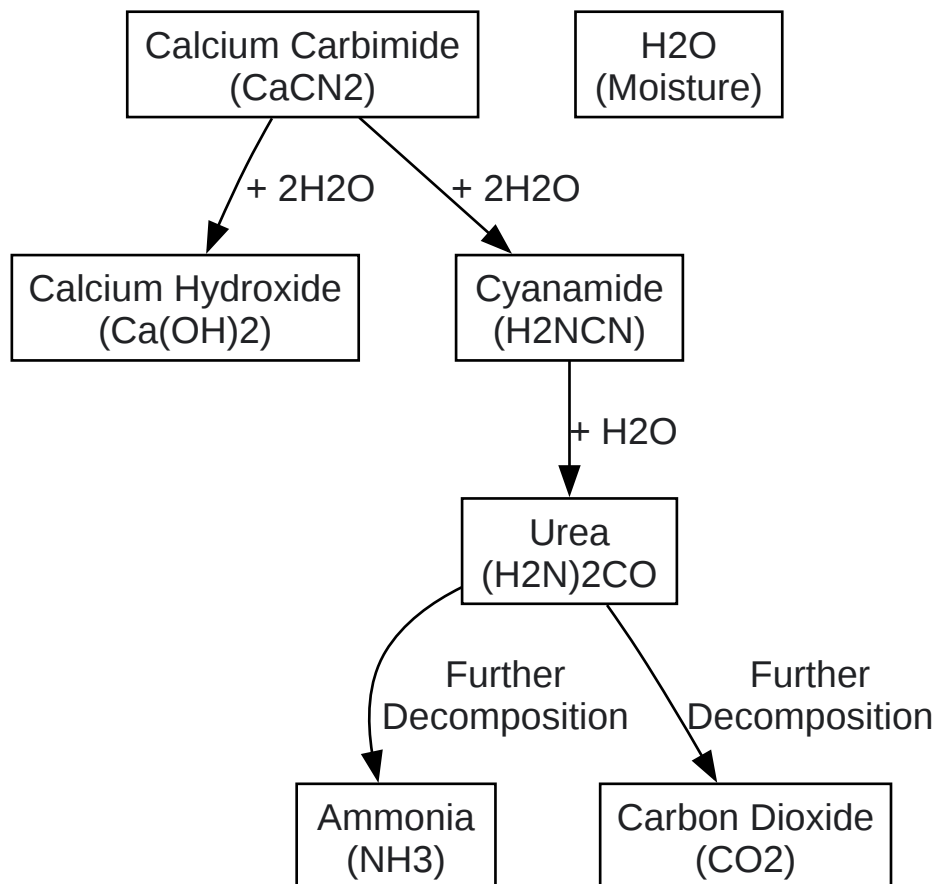 Calcium Carbimide
(CaCN2)
H2O
(Moisture)
+ 2H2O
+ 2H2O
Calcium Hydroxide
(Ca(OH)2)
Cyanamide
(H2NCN)
+ H2O
Urea
(H2N)2CO
Further
Decomposition
Further
Decomposition
Ammonia
(NH3)
Carbon Dioxide
(CO2)